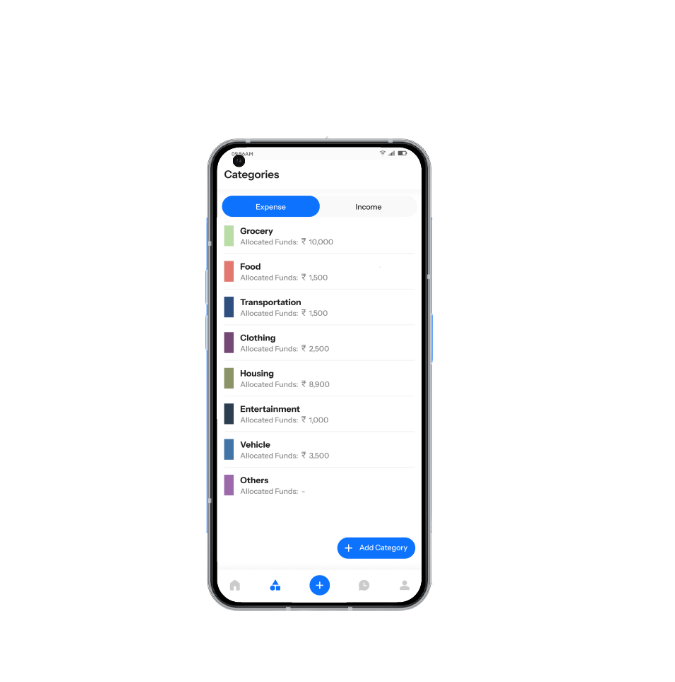 Categories
Expense Income
Grocery
Allocated Funds: ₹ 10,000
Food
Allocated Funds: ₹ 1,500
Transportation
Allocated Funds: ₹ 1,500
Clothing
Allocated Funds: ₹ 2,500
Housing
Allocated Funds: ₹ 8,900
Entertainment
Allocated Funds: ₹ 1,000
Vehicle
Allocated Funds: ₹ 3,500
Others
Allocated Funds: -
+ Add Category